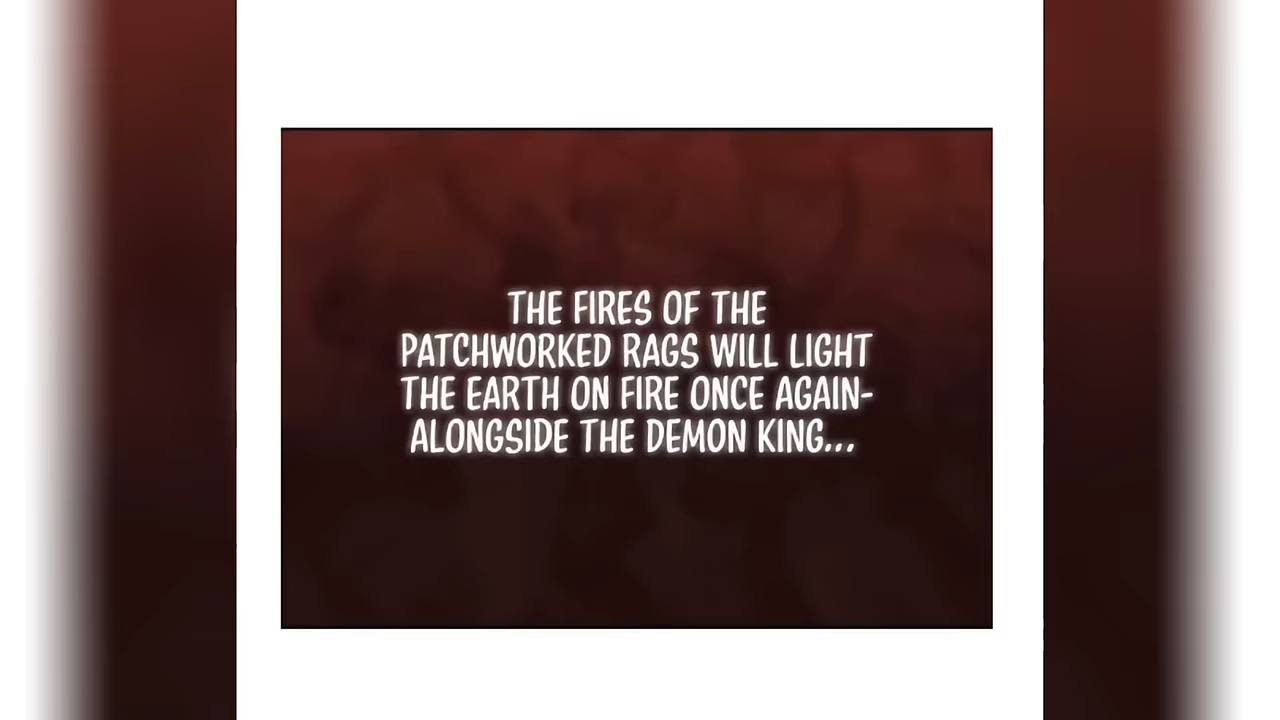 THE FIRES OF THE
PATCHWORKED RAGS WILL LIGHT
THE EARTH ON FIRE ONCE AGAIN-
ALONGSIDE THE DEMON KING...